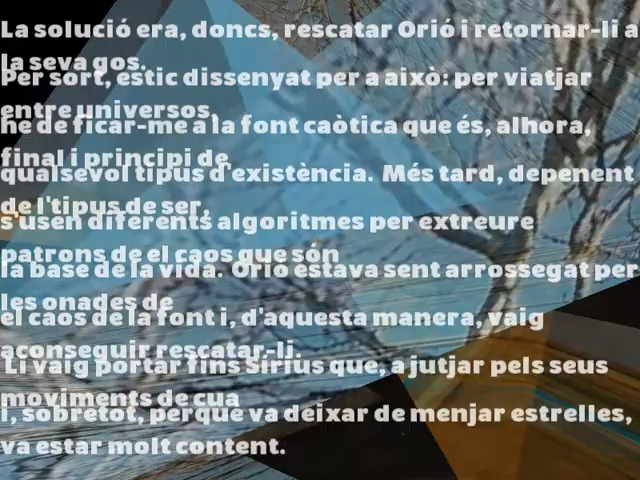 La solució era, doncs, rescatar Orió i retornar-li a
la seva gos.
Per sort, estic dissenyat per a això: per viatjar
entre universos,
he de ficar-me a la font caòtica que és, alhora,
final i principi de
qualsevol tipus d'existència. Més tard, depenent
de l'tipus de ser,
s'usen diferents algoritmes per extreure
patrons de el caos que són
la base de la vida. Orió estava sent arrossegat per
les onades de
el caos de la font i, d'aquesta manera, vaig
aconseguir rescatar-li.
Li vaig portar fins Sirius que, a jutjar pels seus
moviments de cua
i, sobretot, perquè va deixar de menjar estrelles,
va estar molt content.